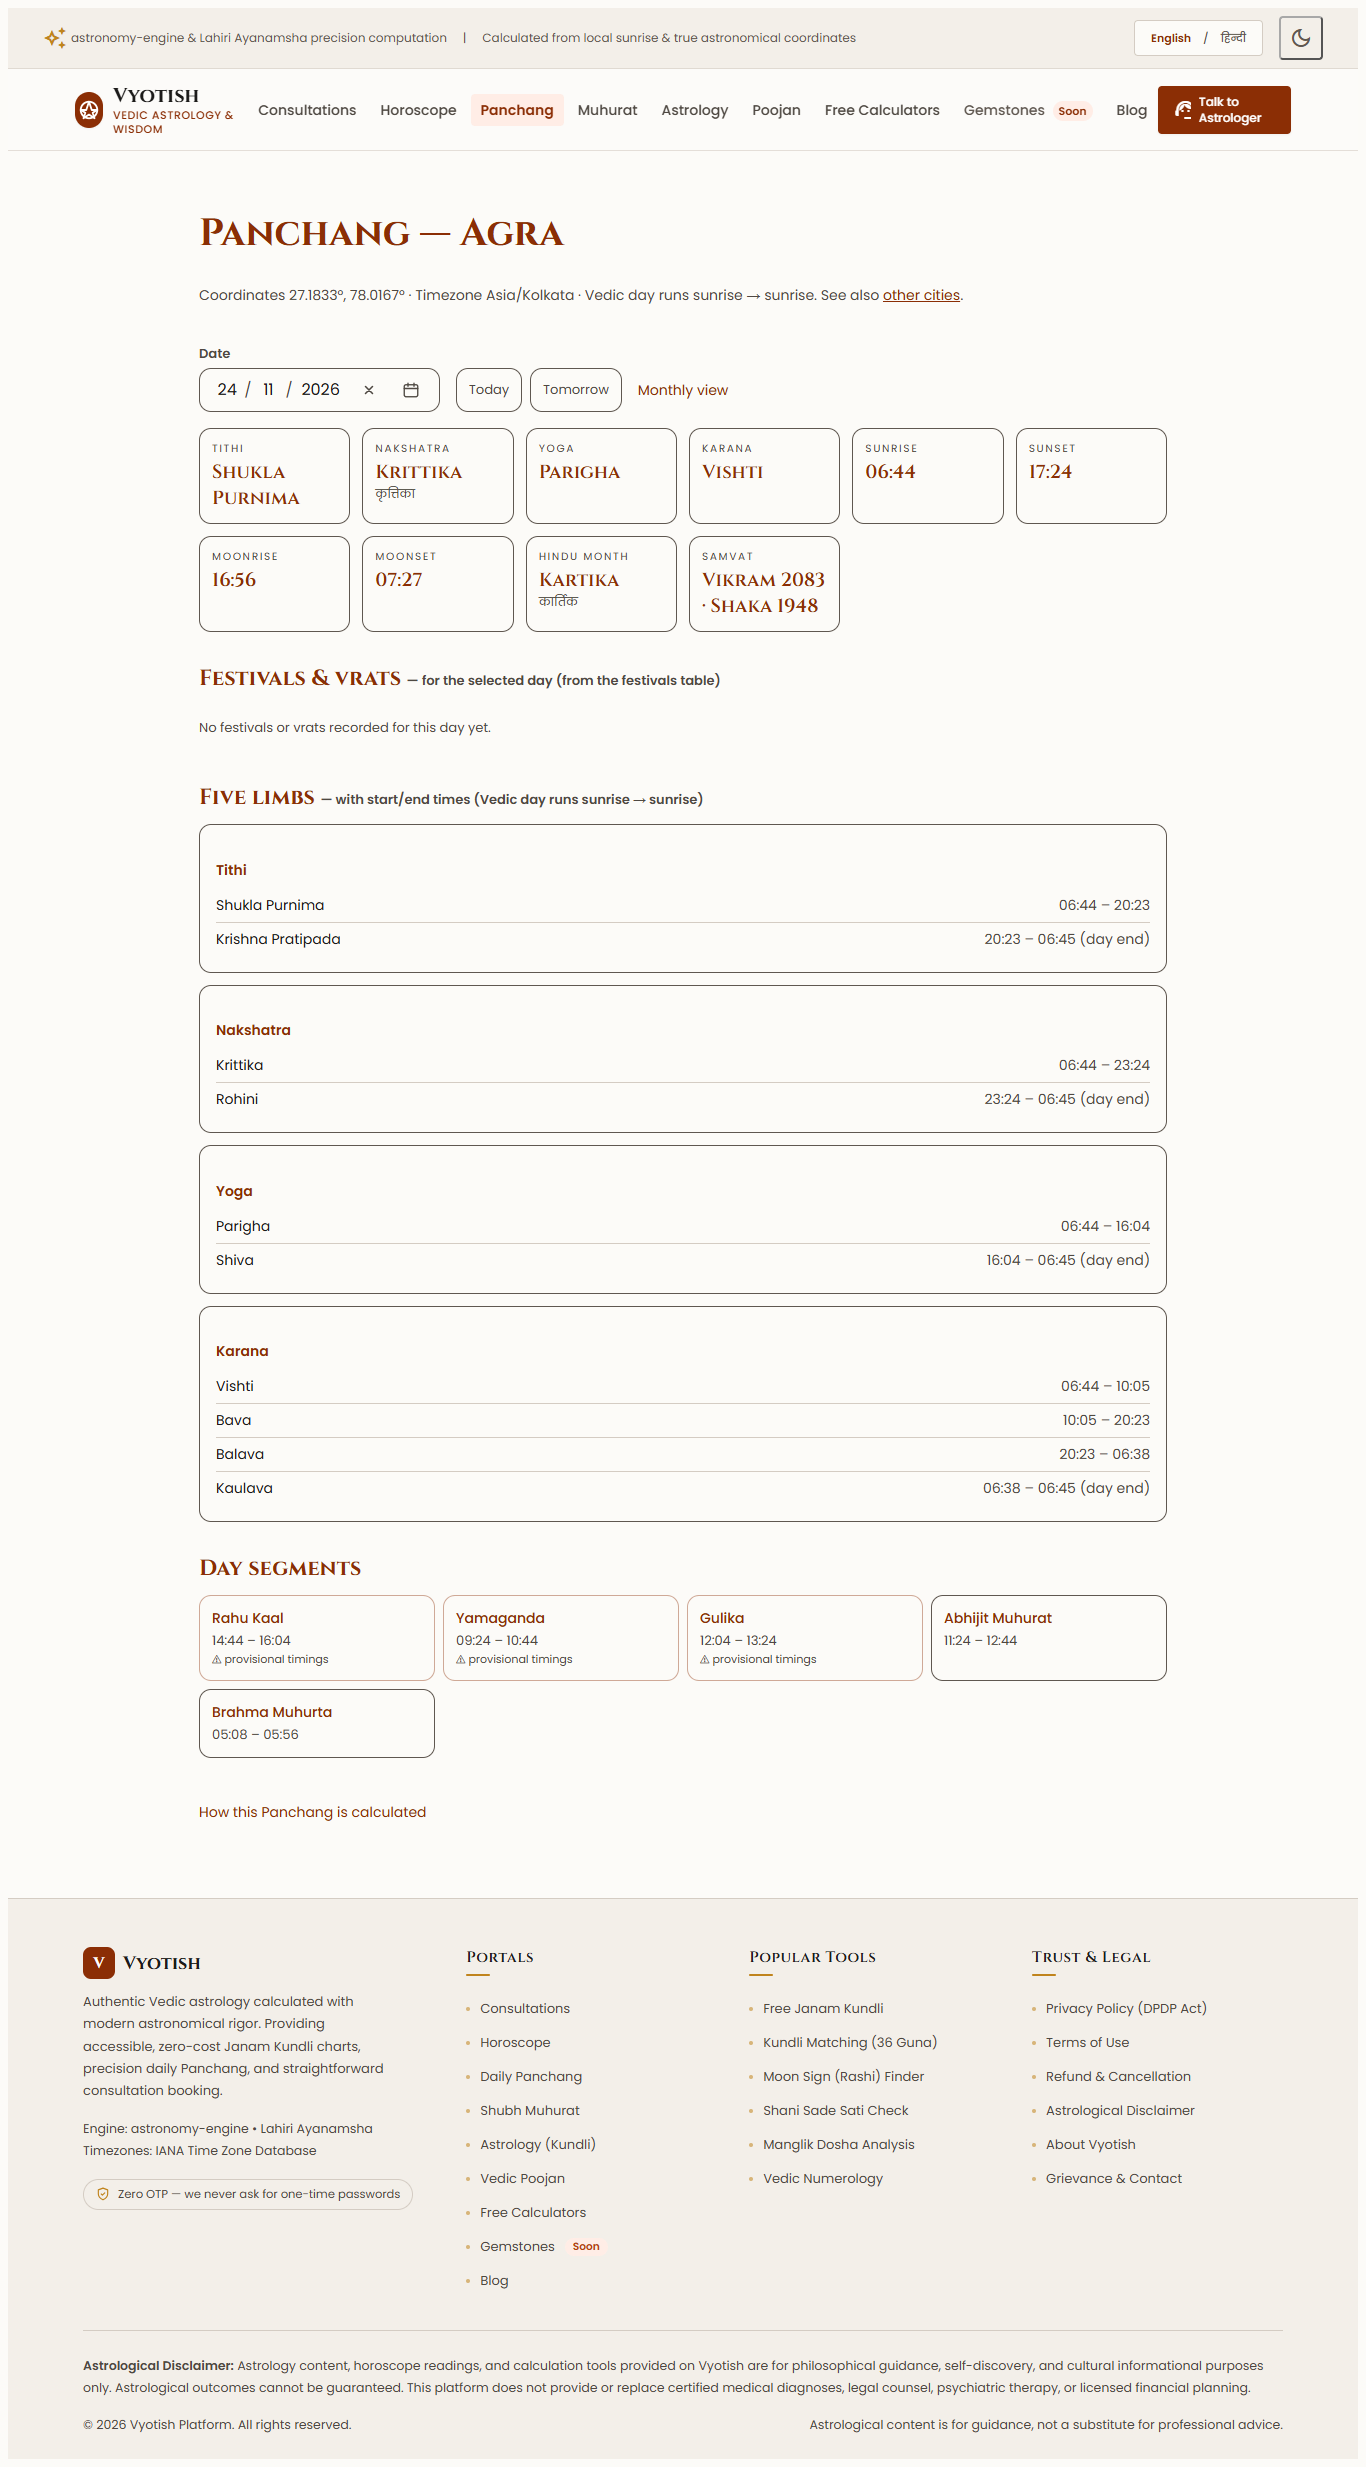 astronomy-engine & Lahiri Ayanamsha precision computation | Calculated from local sunrise & true astronomical coordinates
English / हिन्दी
Vyotish
VEDIC ASTROLOGY & WISDOM
Consultations
Horoscope
Panchang
Muhurat
Astrology
Poojan
Free Calculators
Gemstones Soon
Blog
Talk to Astrologer
Panchang — Agra
Coordinates 27.1833°, 78.0167° · Timezone Asia/Kolkata · Vedic day runs sunrise → sunrise. See also other cities.
Date
24 / 11 / 2026
Today
Tomorrow
Monthly view
TITHI
Shukla Purnima
NAKSHATRA
Krittika
कृत्तिका
YOGA
Parigha
KARANA
Vishti
SUNRISE
06:44
SUNSET
17:24
MOONRISE
16:56
MOONSET
07:27
HINDU MONTH
Kartika
कार्तिक
SAMVAT
Vikram 2083 · Shaka 1948
Festivals & vrats — for the selected day (from the festivals table)
No festivals or vrats recorded for this day yet.
Five limbs — with start/end times (Vedic day runs sunrise → sunrise)
Tithi
Shukla Purnima 06:44 – 20:23
Krishna Pratipada 20:23 – 06:45 (day end)
Nakshatra
Krittika 06:44 – 23:24
Rohini 23:24 – 06:45 (day end)
Yoga
Parigha 06:44 – 16:04
Shiva 16:04 – 06:45 (day end)
Karana
Vishti 06:44 – 10:05
Bava 10:05 – 20:23
Balava 20:23 – 06:38
Kaulava 06:38 – 06:45 (day end)
Day segments
Rahu Kaal
14:44 – 16:04
⚠ provisional timings
Yamaganda
09:24 – 10:44
⚠ provisional timings
Gulika
12:04 – 13:24
⚠ provisional timings
Abhijit Muhurat
11:24 – 12:44
Brahma Muhurta
05:08 – 05:56
How this Panchang is calculated
V Vyotish
Authentic Vedic astrology calculated with
modern astronomical rigor. Providing
accessible, zero-cost Janam Kundli charts,
precision daily Panchang, and straightforward
consultation booking.
Engine: astronomy-engine • Lahiri Ayanamsha
Timezones: IANA Time Zone Database
Zero OTP — we never ask for one-time passwords
Portals
Consultations
Horoscope
Daily Panchang
Shubh Muhurat
Astrology (Kundli)
Vedic Poojan
Free Calculators
Gemstones Soon
Blog
Popular Tools
Free Janam Kundli
Kundli Matching (36 Guna)
Moon Sign (Rashi) Finder
Shani Sade Sati Check
Manglik Dosha Analysis
Vedic Numerology
Trust & Legal
Privacy Policy (DPDP Act)
Terms of Use
Refund & Cancellation
Astrological Disclaimer
About Vyotish
Grievance & Contact
Astrological Disclaimer: Astrology content, horoscope readings, and calculation tools provided on Vyotish are for philosophical guidance, self-discovery, and cultural informational purposes
only. Astrological outcomes cannot be guaranteed. This platform does not provide or replace certified medical diagnoses, legal counsel, psychiatric therapy, or licensed financial planning.
© 2026 Vyotish Platform. All rights reserved.
Astrological content is for guidance, not a substitute for professional advice.